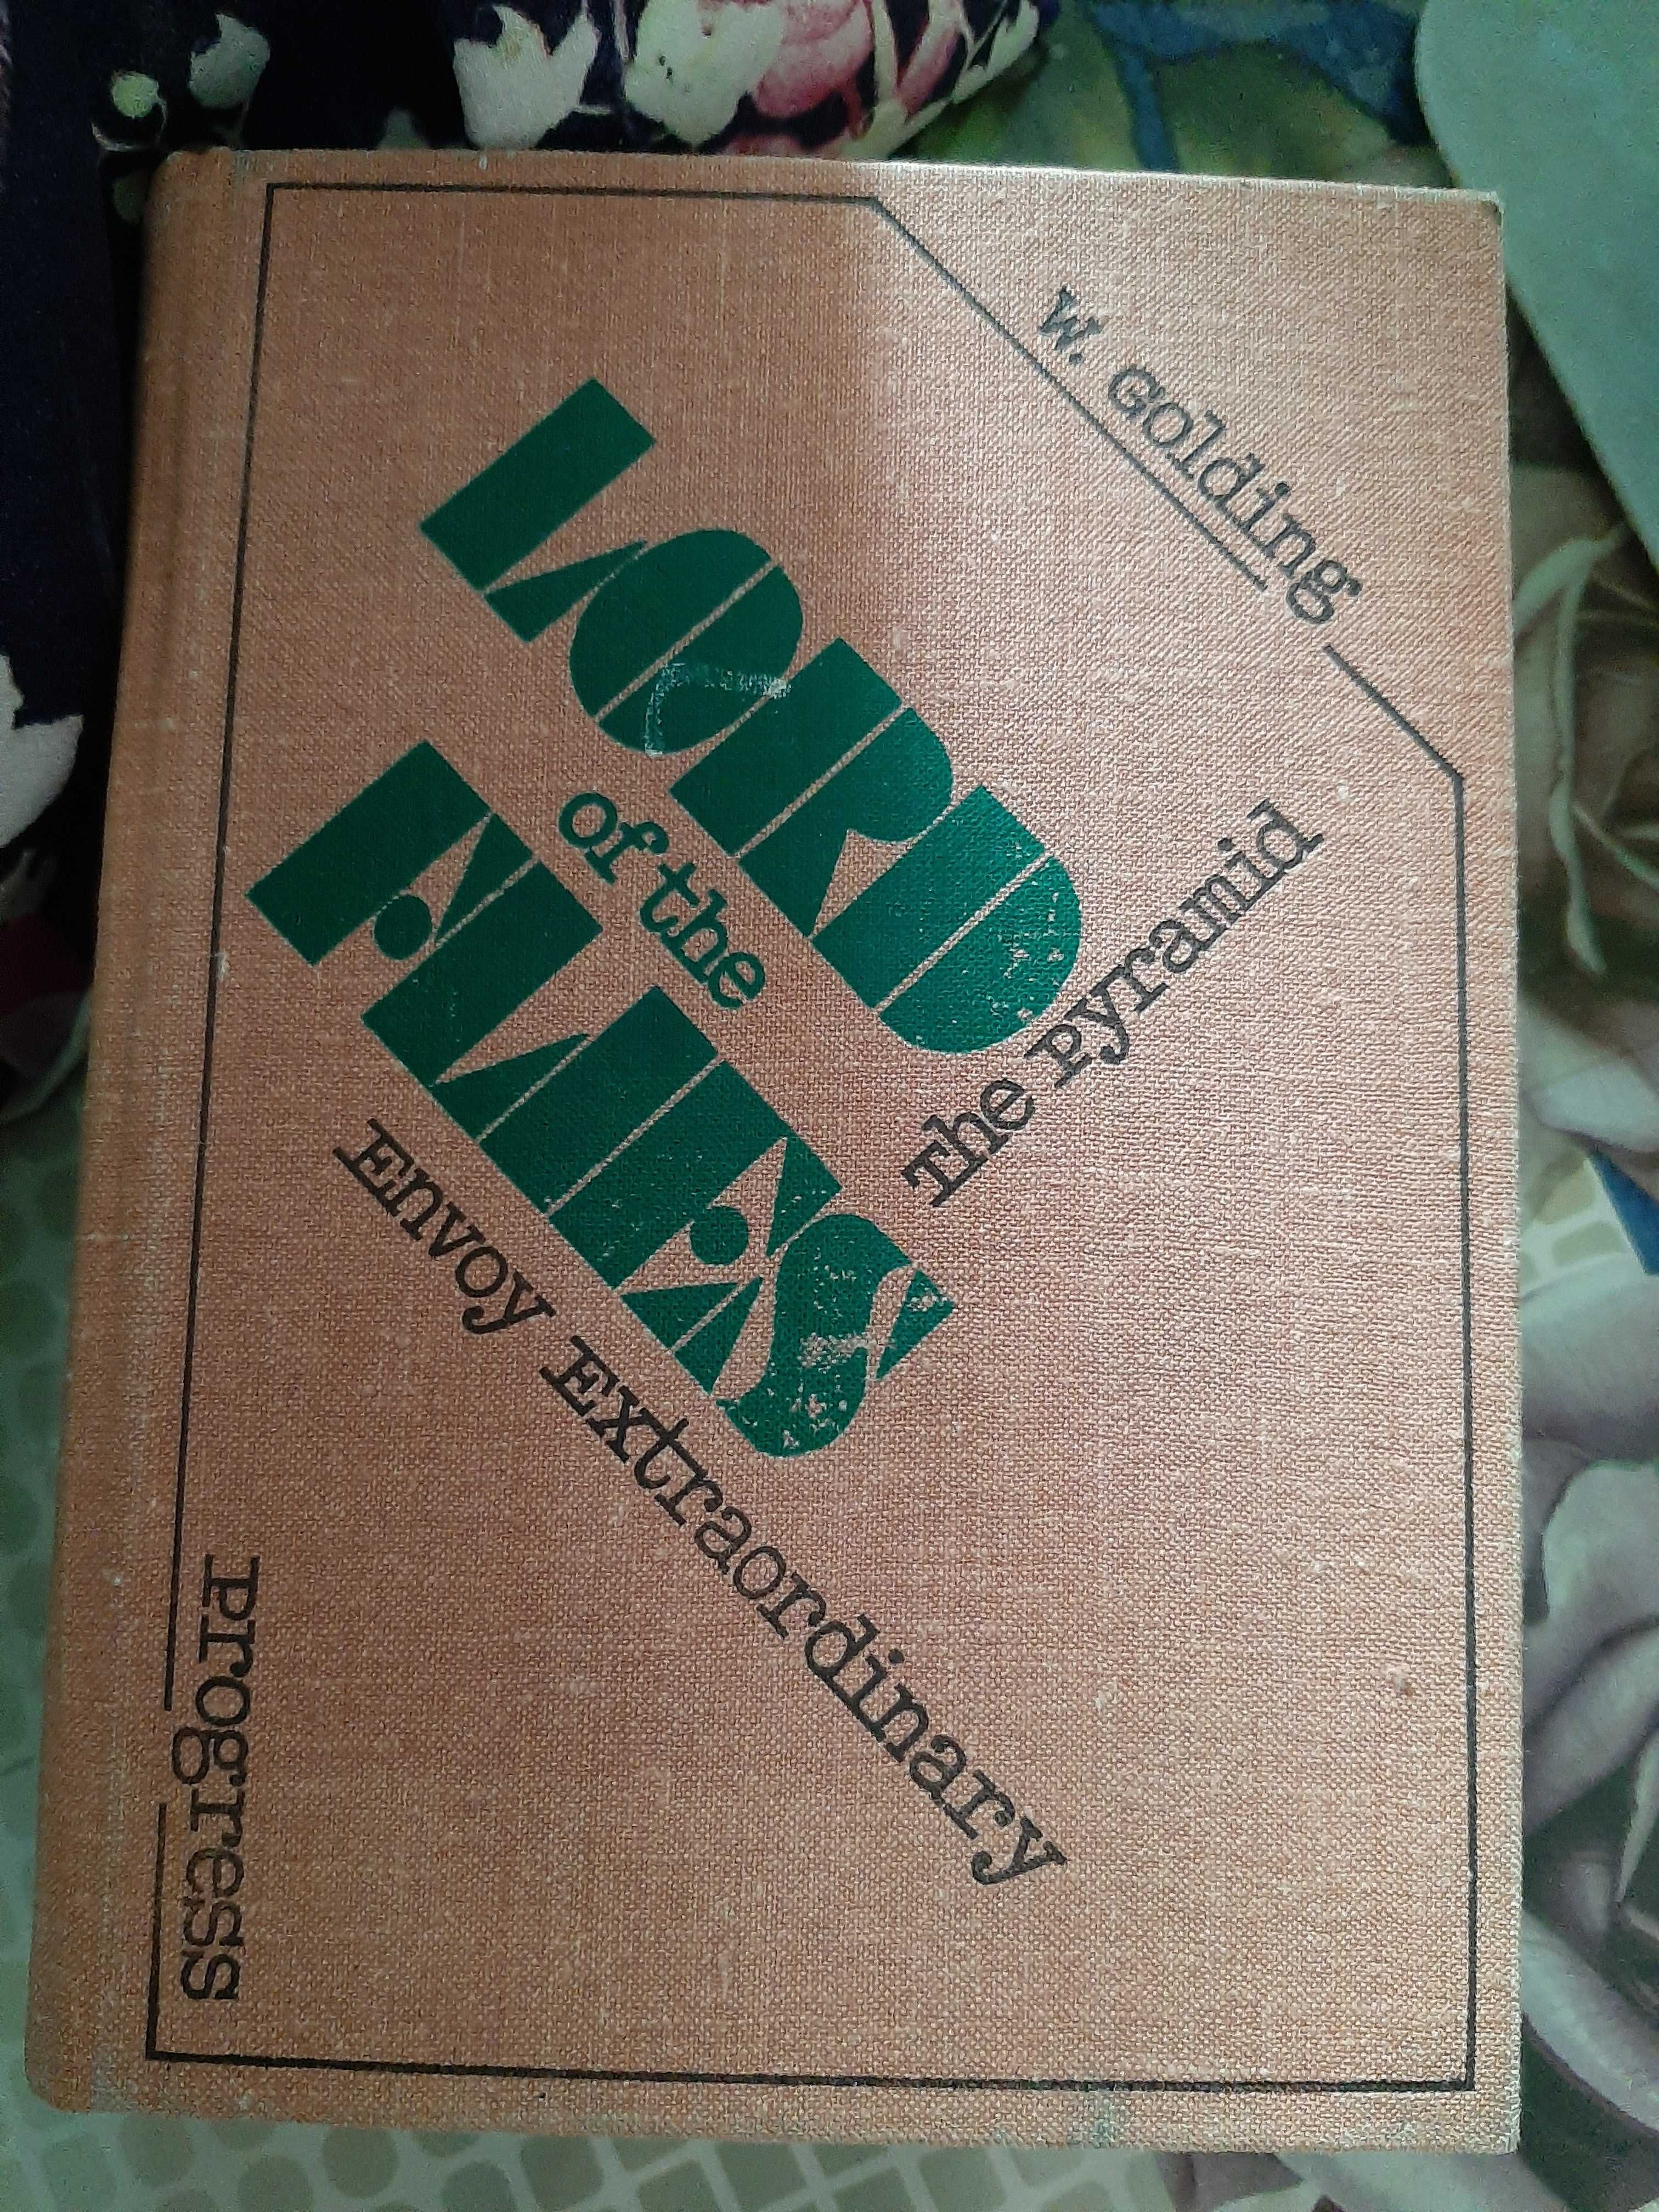 W. Golding
LORD
of the
FLIES
The Pyramid
Envoy Extraordinary
Progress